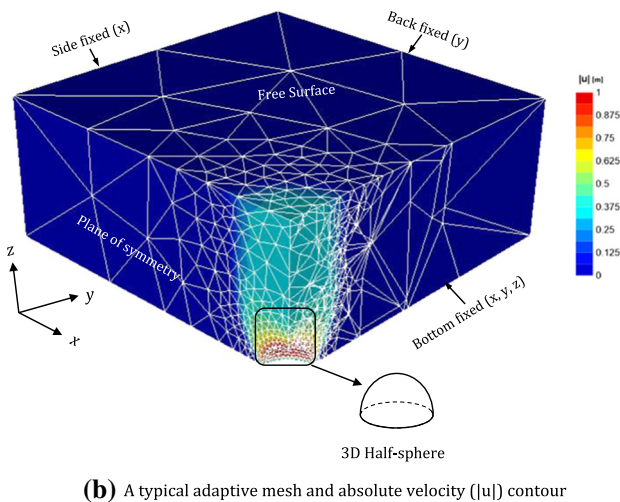 Side fixed (x)
Back fixed (y)
Free Surface
|u| (m)
1
0.875
0.75
0.625
0.5
0.375
0.25
0.125
0
Plane of symmetry
z
y
x
Bottom fixed (x, y, z)
3D Half-sphere
(b) A typical adaptive mesh and absolute velocity (|u|) contour